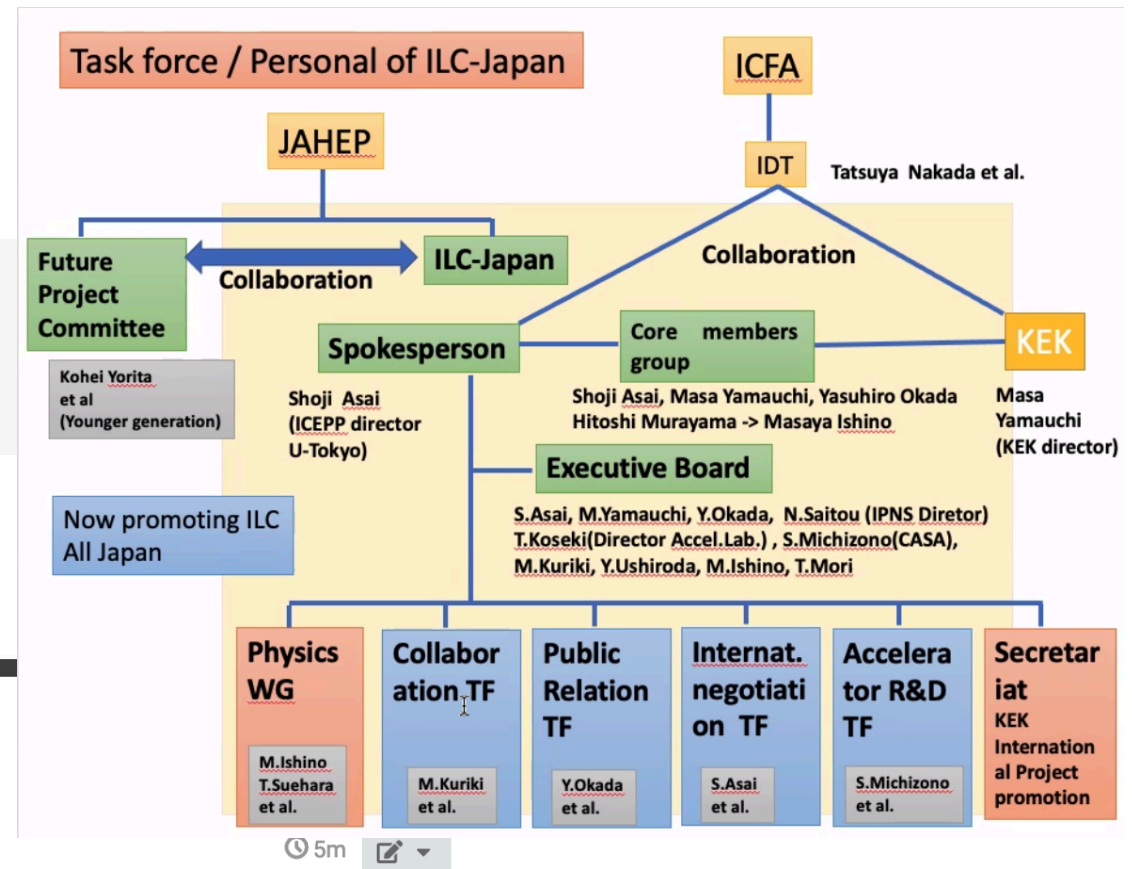 Task force / Personal of ILC-Japan
ICFA
JAHEP
IDT
Tatsuya Nakada et al.
Future
Project
Committee
Collaboration
ILC-Japan
Collaboration
Kohei Yorita
et al
(Younger generation)
Spokesperson
Shoji Asai
(ICEPP director
U-Tokyo)
Core members
group
Shoji Asai, Masa Yamauchi, Yasuhiro Okada
Hitoshi Murayama -> Masaya Ishino
KEK
Masa
Yamauchi
(KEK director)
Executive Board
S.Asai, M.Yamauchi, Y.Okada, N.Saitou (IPNS Diretor)
T.Koseki(Director Accel.Lab.) , S.Michizono(CASA),
M.Kuriki, Y.Ushiroda, M.Ishino, T.Mori
Now promoting ILC
All Japan
Physics
WG
M.Ishino
T.Suehara
et al.
Collabor
ation TF
M.Kuriki
et al.
Public
Relation
TF
Y.Okada
et al.
Internat.
negotiati
on TF
S.Asai
et al.
Accelera
tor R&D
TF
S.Michizono
et al.
Secretar
iat
KEK
Internation
al Project
promotion
5m